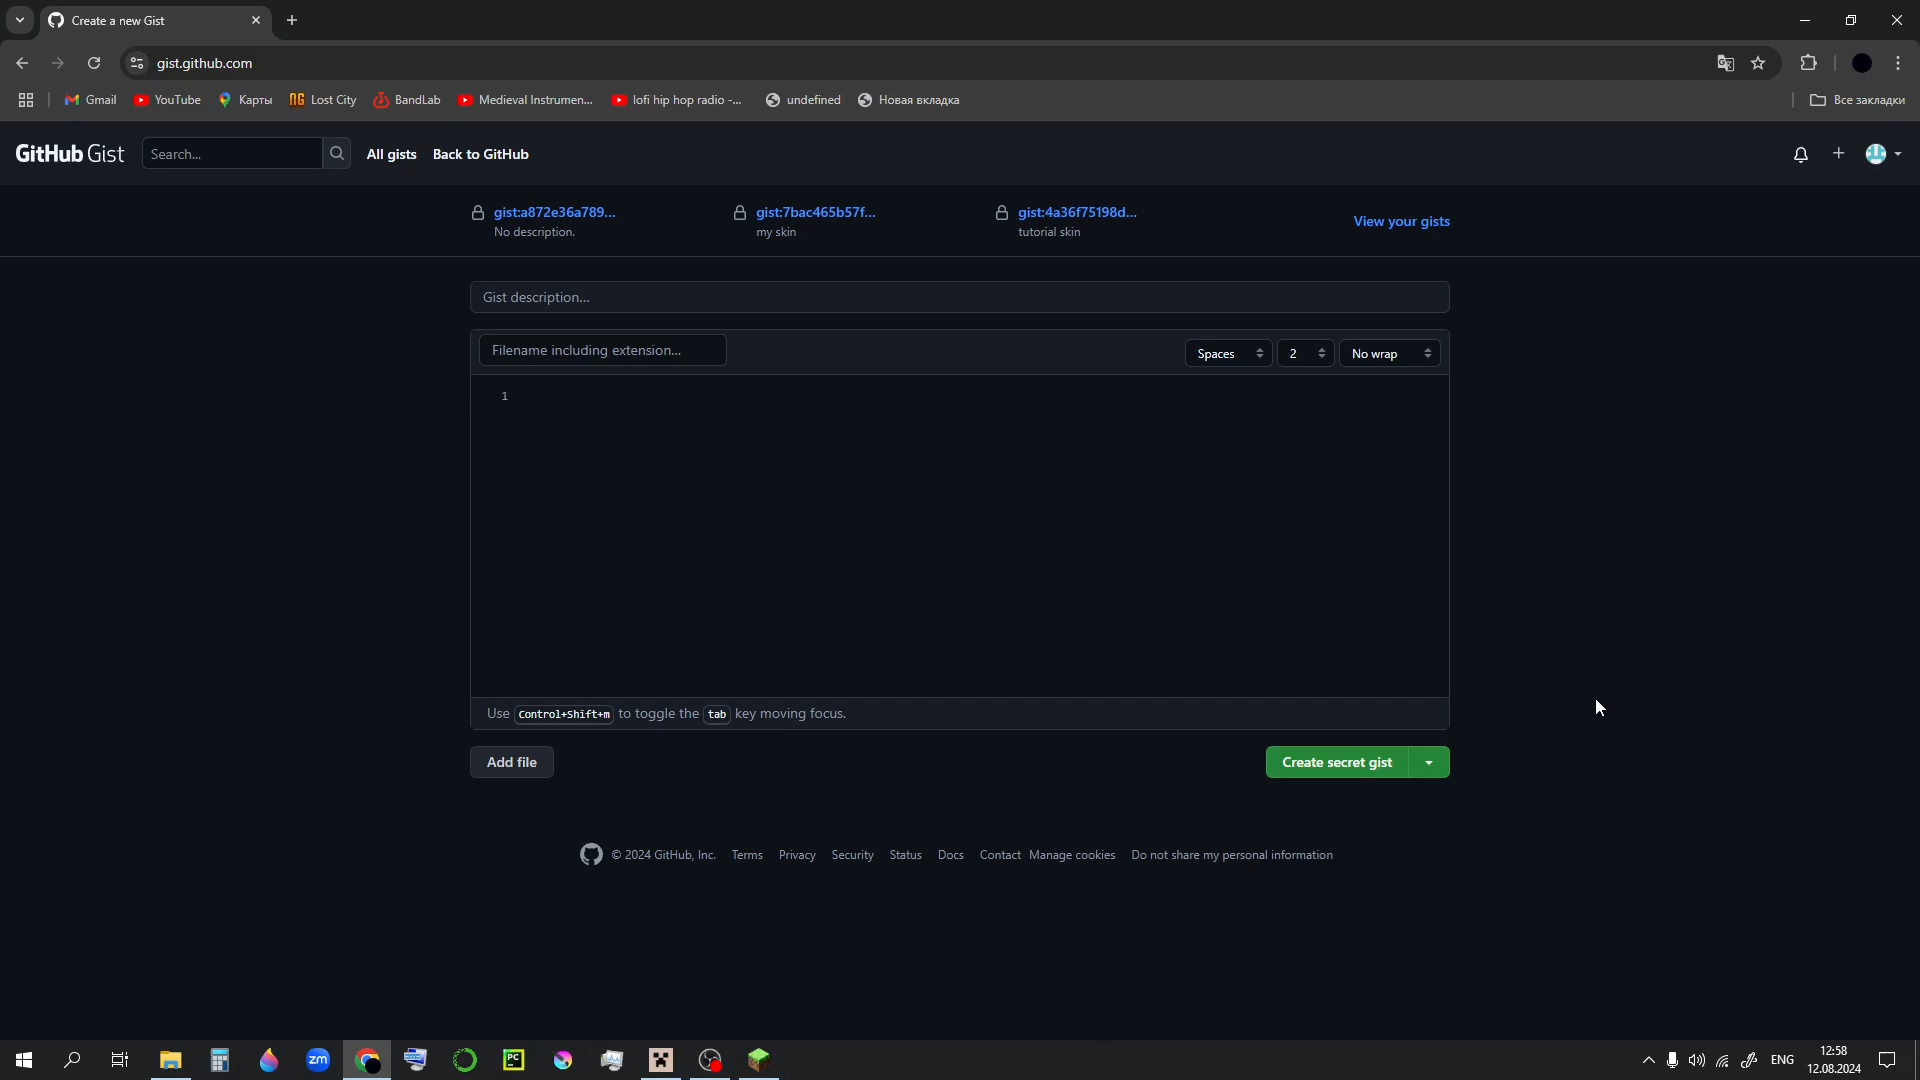 Create a new Gist
gist.github.com
Gmail YouTube Карты Lost City BandLab Medieval Instrumen... lofi hip hop radio -... undefined Новая вкладка Все закладки
GitHub Gist Search... All gists Back to GitHub
gist:a872e36a789... gist:7bac465b57f... gist:4a36f75198d... View your gists
No description. my skin tutorial skin
Gist description...
Filename including extension... Spaces 2 No wrap
1
Use Control+Shift+m to toggle the tab key moving focus.
Add file Create secret gist
© 2024 GitHub, Inc. Terms Privacy Security Status Docs Contact Manage cookies Do not share my personal information
zm PC ENG 12:58
12.08.2024